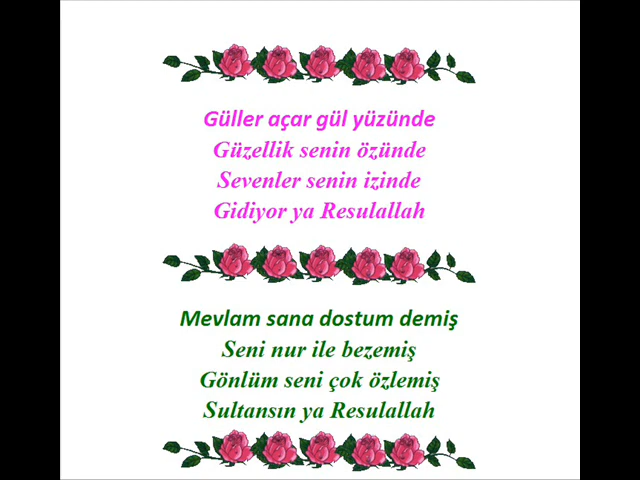 Güller açar gül yüzünde
Güzellik senin özünde
Sevenler senin izinde
Gidiyor ya Resulallah
Mevlam sana dostum demiş
Seni nur ile bezemiş
Gönlüm seni çok özlemiş
Sultansın ya Resulallah